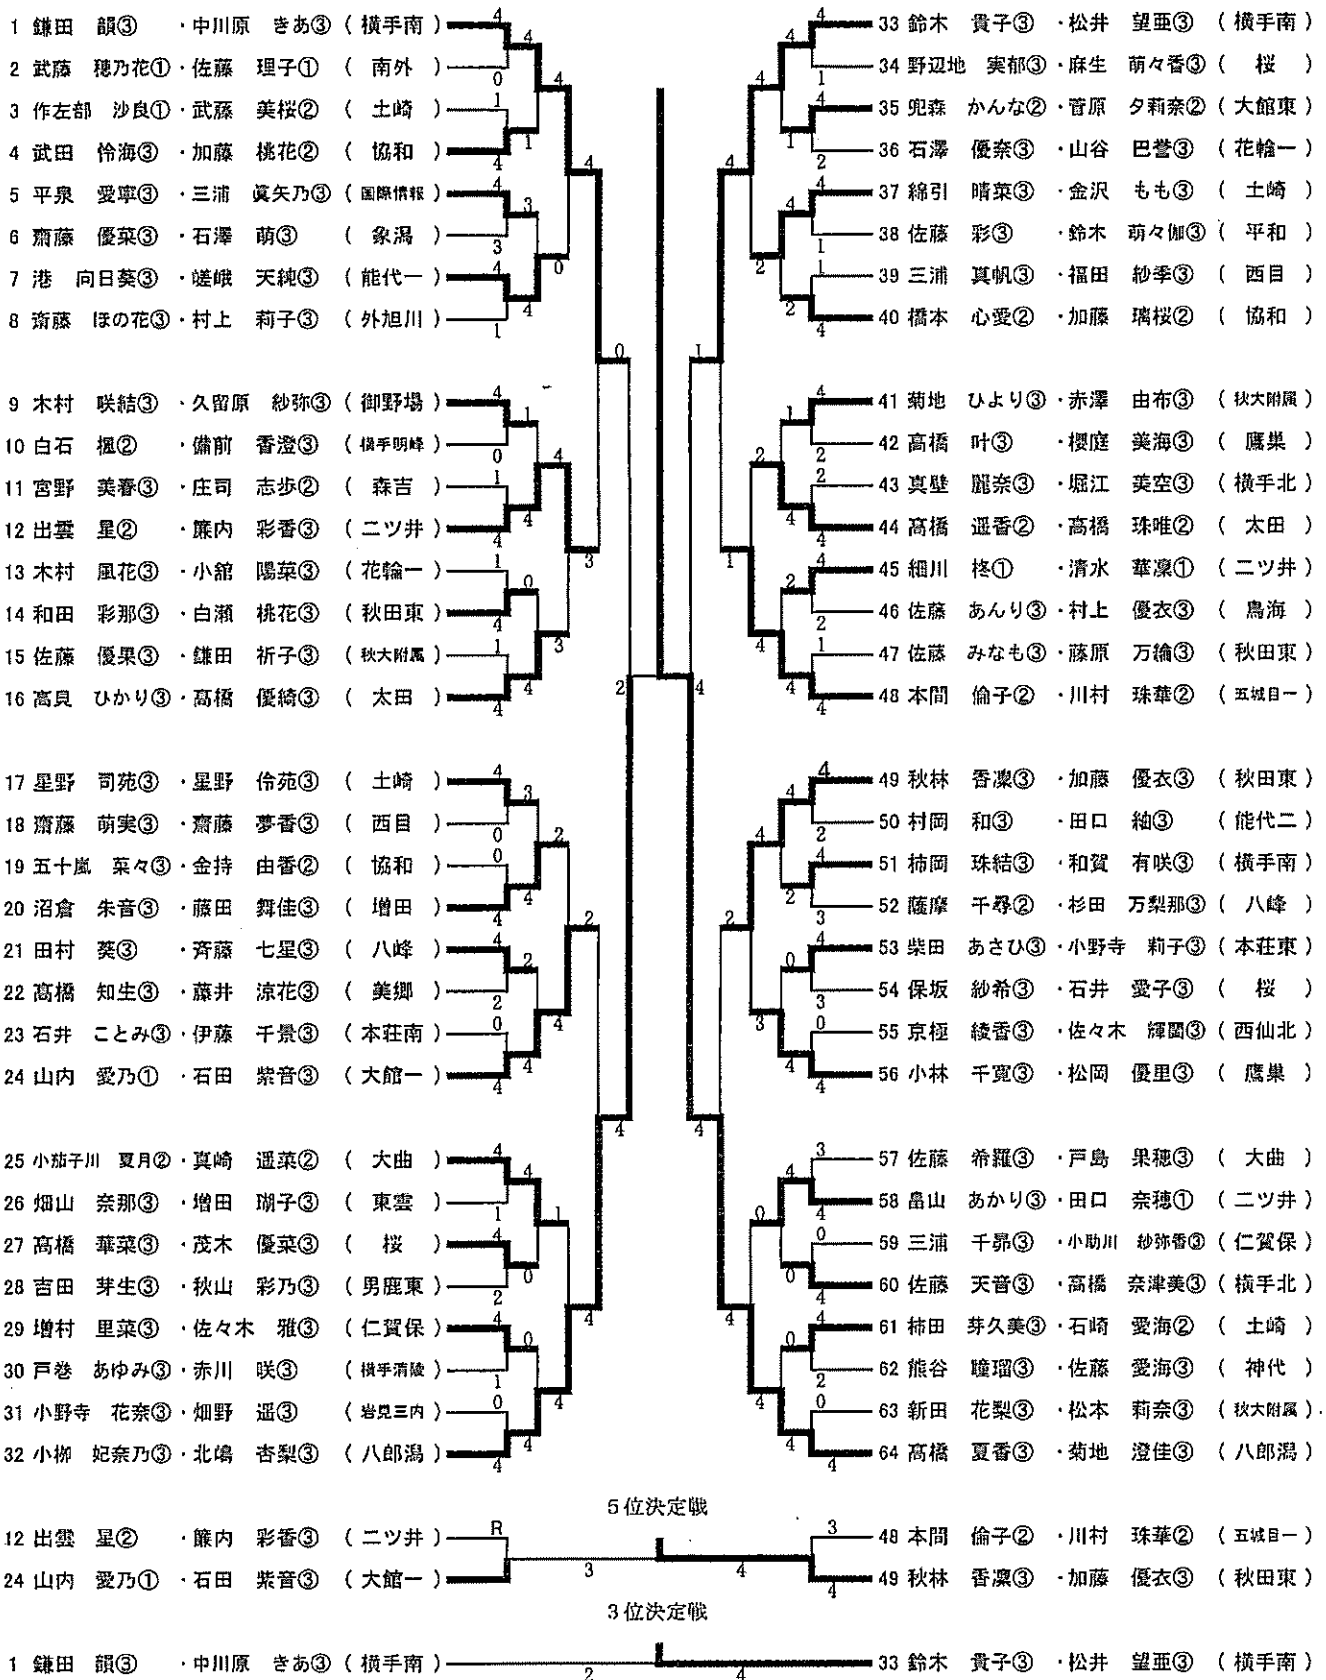 1 鎌田 韻③ ・中川原 きあ③ ( 横手南 )
2 武藤 穂乃花① ・佐藤 理子① ( 南外 )
3 作左部 沙良① ・武藤 美桜② ( 土崎 )
4 武田 怜海③ ・加藤 桃花② ( 協和 )
5 平泉 愛寧③ ・三浦 眞矢乃③ ( 国際情報 )
6 齋藤 優菜③ ・石澤 萌③ ( 象潟 )
7 港 向日葵③ ・嵯峨 天純③ ( 能代一 )
8 斎藤 ほの花③ ・村上 莉子③ ( 外旭川 )
9 木村 咲結③ ・久留原 紗弥③ ( 御野場 )
10 白石 楓② ・備前 香澄③ ( 横手明峰 )
11 宮野 美春③ ・庄司 志歩② ( 森吉 )
12 出雲 星② ・簾内 彩香③ ( 二ツ井 )
13 木村 風花③ ・小舘 陽菜③ ( 花輪一 )
14 和田 彩那③ ・白瀬 桃花③ ( 秋田東 )
15 佐藤 優果③ ・鎌田 祈子③ ( 秋大附属 )
16 高見 ひかり③ ・高橋 優綺③ ( 太田 )
17 星野 司苑③ ・星野 伶苑③ ( 土崎 )
18 齋藤 萌実③ ・齋藤 夢香③ ( 西目 )
19 五十嵐 菜々③ ・金持 由香② ( 協和 )
20 沼倉 朱音③ ・藤田 舞佳③ ( 増田 )
21 田村 葵③ ・斉藤 七星③ ( 八峰 )
22 高橋 知生③ ・藤井 涼花③ ( 美郷 )
23 石井 ことみ③ ・伊藤 千景③ ( 本荘南 )
24 山内 愛乃① ・石田 紫音③ ( 大館一 )
25 小茄子川 夏月② ・真崎 遥菜② ( 大曲 )
26 畑山 奈那③ ・増田 瑚子③ ( 東雲 )
27 高橋 華菜③ ・茂木 優菜③ ( 桜 )
28 吉田 芽生③ ・秋山 彩乃③ ( 男鹿東 )
29 増村 里菜③ ・佐々木 雅③ ( 仁賀保 )
30 戸巻 あゆみ③ ・赤川 咲③ ( 横手清陵 )
31 小野寺 花奈③ ・畑野 遥③ ( 岩見三内 )
32 小柳 妃奈乃③ ・北嶋 杏梨③ ( 八郎潟 )
33 鈴木 貴子③ ・松井 望亜③ ( 横手南 )
34 野辺地 実郁③ ・麻生 萌々香③ ( 桜 )
35 兜森 かんな② ・菅原 夕莉奈② ( 大館東 )
36 石澤 優奈③ ・山谷 巴誉③ ( 花輪一 )
37 綿引 晴菜③ ・金沢 もも③ ( 土崎 )
38 佐藤 彩③ ・鈴木 萌々伽③ ( 平和 )
39 三浦 真帆③ ・福田 紗季③ ( 西目 )
40 橋本 心愛② ・加藤 瑞桜② ( 協和 )
41 菊地 ひより③ ・赤澤 由布③ ( 秋大附属 )
42 高橋 叶③ ・櫻庭 美海③ ( 鷹巣 )
43 真壁 麗奈③ ・堀江 美空③ ( 横手北 )
44 高橋 遥香② ・高橋 珠唯② ( 太田 )
45 細川 柊① ・清水 華凜① ( 二ツ井 )
46 佐藤 あんり③ ・村上 優衣③ ( 鳥海 )
47 佐藤 みなも③ ・藤原 万綸③ ( 秋田東 )
48 本間 倫子② ・川村 珠華② ( 五城目一 )
49 秋林 香凜③ ・加藤 優衣③ ( 秋田東 )
50 村岡 和③ ・田口 紬③ ( 能代二 )
51 柿岡 珠結③ ・和賀 有咲③ ( 横手南 )
52 薩摩 千尋② ・杉田 万梨那③ ( 八峰 )
53 柴田 あさひ③ ・小野寺 莉子③ ( 本荘東 )
54 保坂 紗希③ ・石井 愛子③ ( 桜 )
55 京極 綾香③ ・佐々木 輝③ ( 西仙北 )
56 小林 千寛③ ・松岡 優里③ ( 鷹巣 )
57 佐藤 希羅③ ・戸島 果穂③ ( 大曲 )
58 畠山 あかり③ ・田口 奈穂① ( 二ツ井 )
59 三浦 千昴③ ・小助川 紗弥香③ ( 仁賀保 )
60 佐藤 天音③ ・高橋 奈津美③ ( 横手北 )
61 柿田 芽久美③ ・石崎 愛海② ( 土崎 )
62 熊谷 瞳瑠③ ・佐藤 愛海③ ( 神代 )
63 新田 花梨③ ・松本 莉奈③ ( 秋大附属 )
64 高橋 夏香③ ・菊地 澄佳③ ( 八郎潟 )
5位決定戦
12 出雲 星② ・簾内 彩香③ ( 二ツ井 ) R 3 48 本間 倫子② ・川村 珠華② ( 五城目一 )
3 4
24 山内 愛乃① ・石田 紫音③ ( 大館一 ) 4 49 秋林 香凜③ ・加藤 優衣③ ( 秋田東 )
3位決定戦
1 鎌田 韻③ ・中川原 きあ③ ( 横手南 ) 2 4 33 鈴木 貴子③ ・松井 望亜③ ( 横手南 )